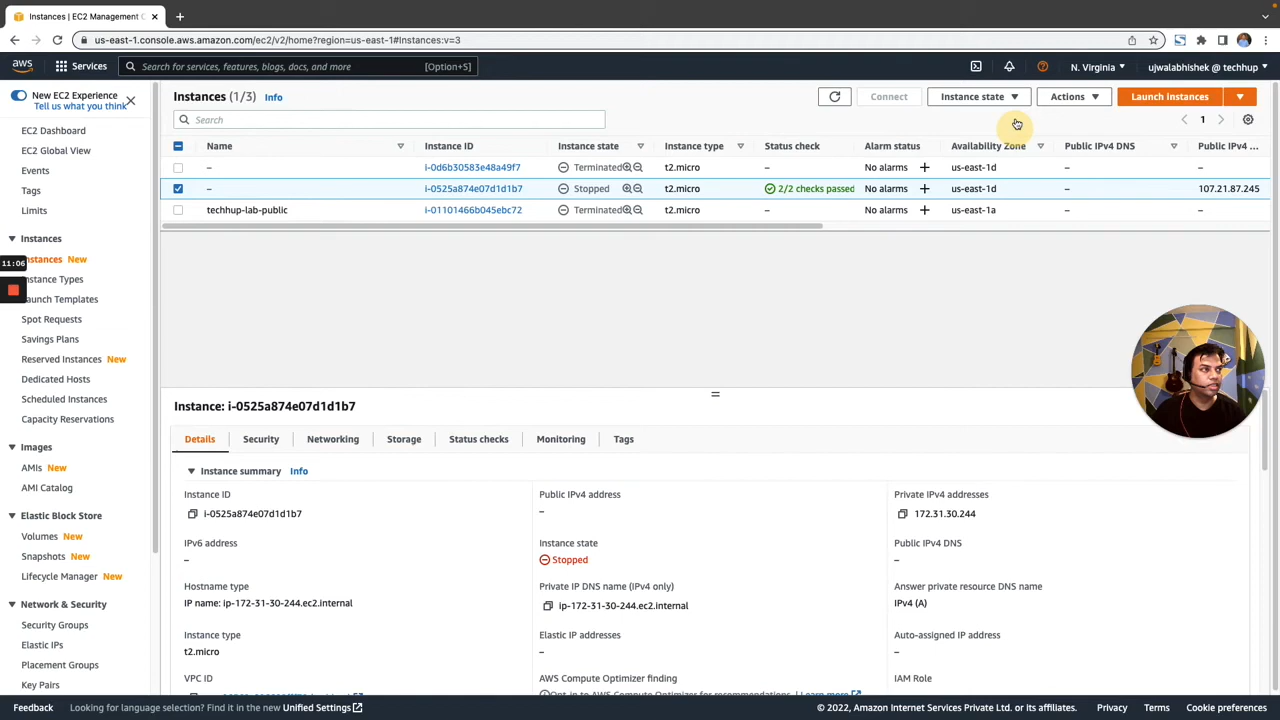 Instances | EC2 Management C
us-east-1.console.aws.amazon.com/ec2/v2/home?region=us-east-1#Instances:v=3
aws Services Search for services, features, blogs, docs, and more [Option+S] N. Virginia ujwalabhishek @ techhup
New EC2 Experience
Tell us what you think
EC2 Dashboard
EC2 Global View
Events
Tags
Limits
Instances
Instances New
Instance Types
Launch Templates
Spot Requests
Savings Plans
Reserved Instances New
Dedicated Hosts
Scheduled Instances
Capacity Reservations
Images
AMIs New
AMI Catalog
Elastic Block Store
Volumes New
Snapshots New
Lifecycle Manager New
Network & Security
Security Groups
Elastic IPs
Placement Groups
Key Pairs
11:06
Instances (1/3) Info Connect Instance state Actions Launch instances
Search 1
Name Instance ID Instance state Instance type Status check Alarm status Availability Zone Public IPv4 DNS Public IPv4 ...
– i-0d6b30583e48a49f7 Terminated t2.micro – No alarms + us-east-1d – –
– i-0525a874e07d1d1b7 Stopped t2.micro 2/2 checks passed No alarms + us-east-1d – 107.21.87.245
techhup-lab-public i-01101466b045ebc72 Terminated t2.micro – No alarms + us-east-1a – –
Instance: i-0525a874e07d1d1b7
Details Security Networking Storage Status checks Monitoring Tags
Instance summary Info
Instance ID Public IPv4 address Private IPv4 addresses
i-0525a874e07d1d1b7 – 172.31.30.244
IPv6 address Instance state Public IPv4 DNS
– Stopped –
Hostname type Private IP DNS name (IPv4 only) Answer private resource DNS name
IP name: ip-172-31-30-244.ec2.internal ip-172-31-30-244.ec2.internal IPv4 (A)
Instance type Elastic IP addresses Auto-assigned IP address
t2.micro – –
VPC ID AWS Compute Optimizer finding IAM Role
Opt-in to AWS Compute Optimizer for recommendations. | Learn more
Feedback Looking for language selection? Find it in the new Unified Settings © 2022, Amazon Internet Services Private Ltd. or its affiliates. Privacy Terms Cookie preferences